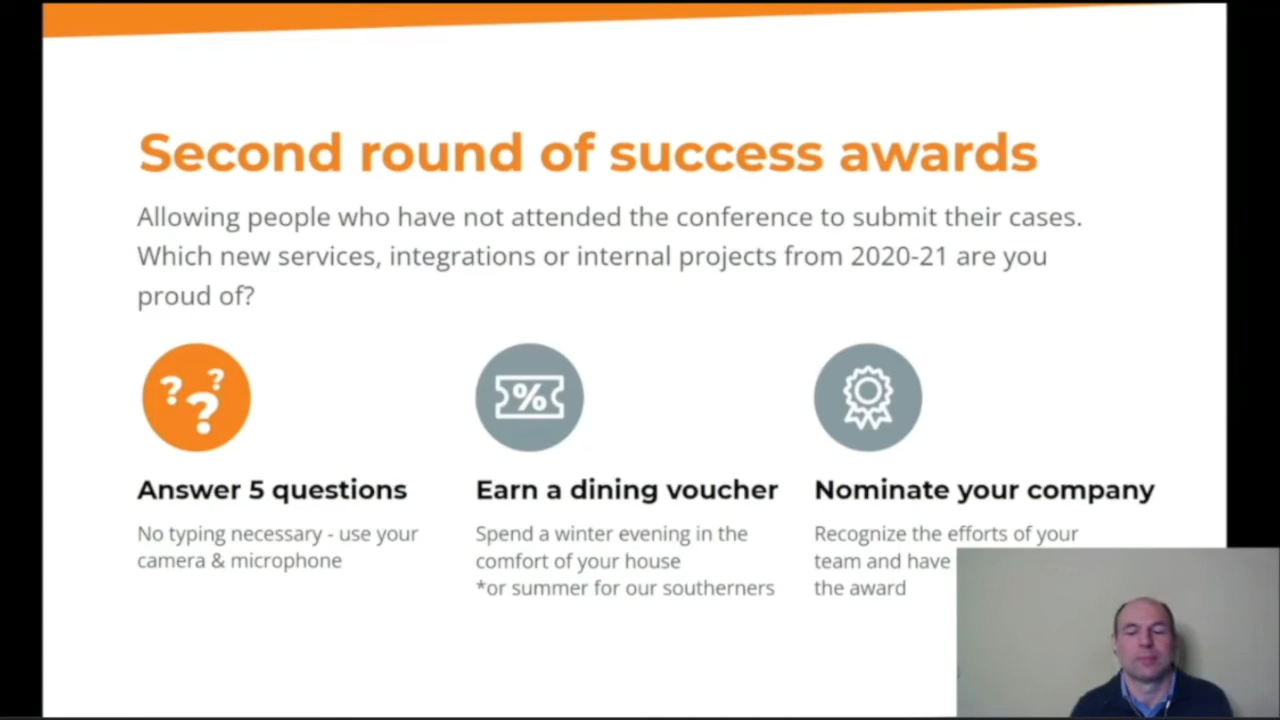 Second round of success awards
Allowing people who have not attended the conference to submit their cases.
Which new services, integrations or internal projects from 2020-21 are you
proud of?
? ? ?
%
Answer 5 questions
No typing necessary - use your
camera & microphone
Earn a dining voucher
Spend a winter evening in the
comfort of your house
*or summer for our southerners
Nominate your company
Recognize the efforts of your
team and have
the award